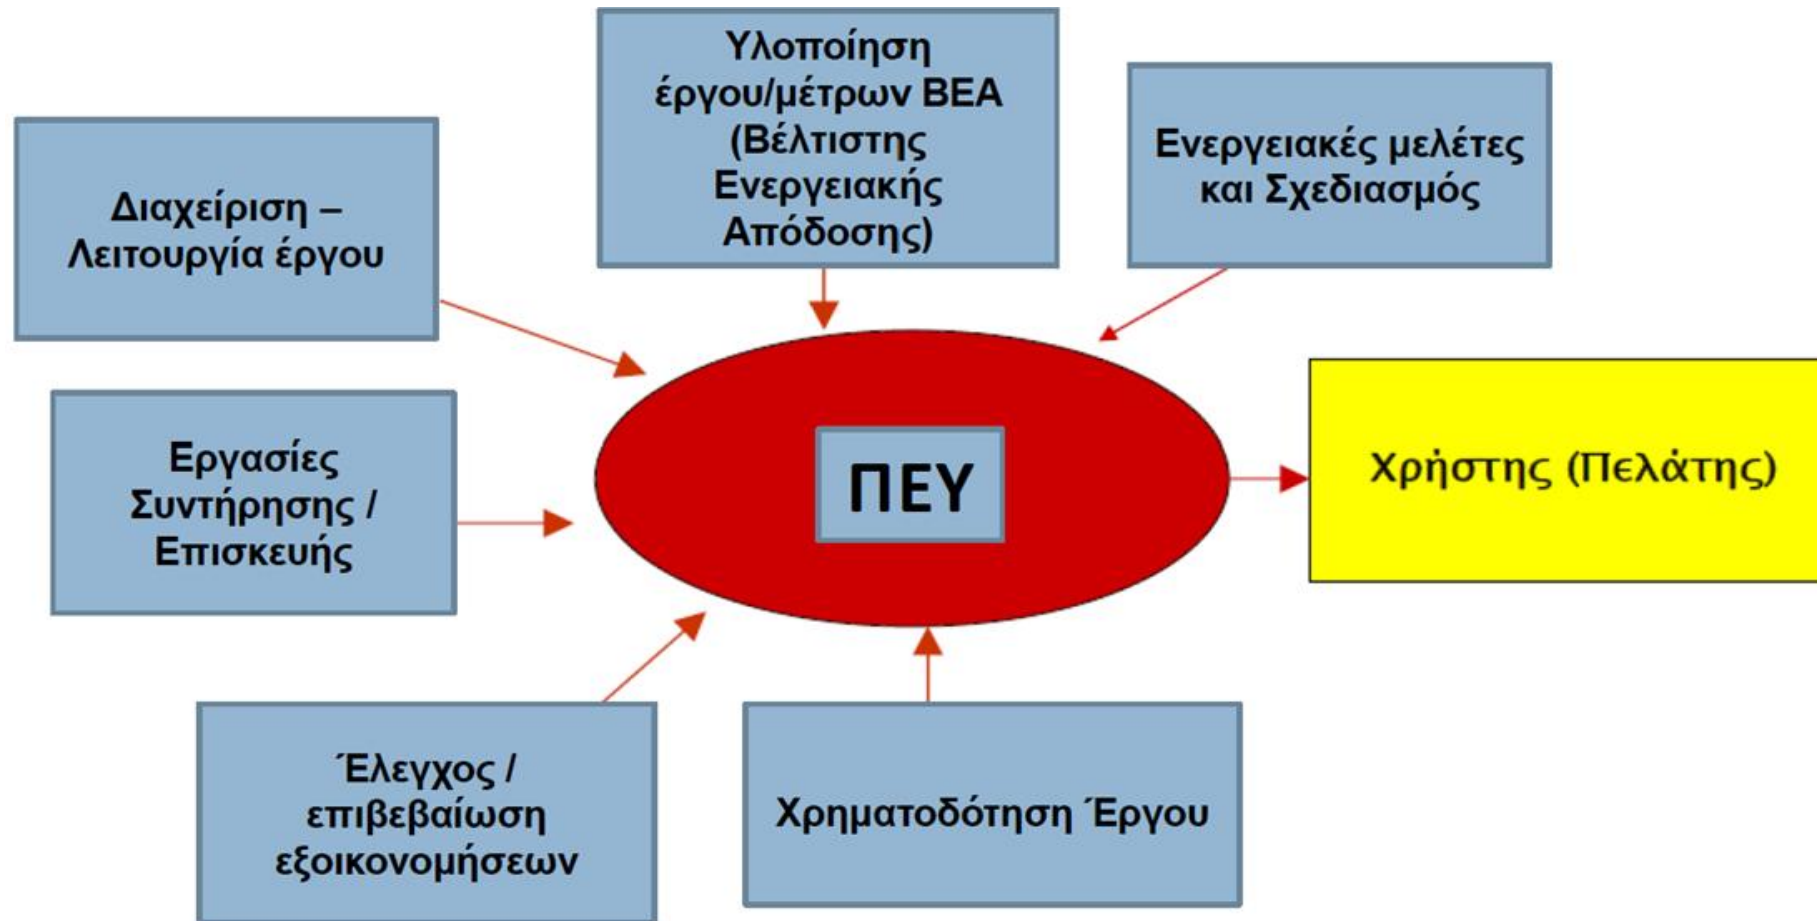 Υλοποίηση
έργου/μέτρων ΒΕΑ
(Βέλτιστης
Ενεργειακής
Απόδοσης)
Ενεργειακές μελέτες
και Σχεδιασμός
Διαχείριση –
Λειτουργία έργου
Εργασίες
Συντήρησης /
Επισκευής
ΠΕΥ
Χρήστης (Πελάτης)
Έλεγχος /
επιβεβαίωση
εξοικονομήσεων
Χρηματοδότηση Έργου